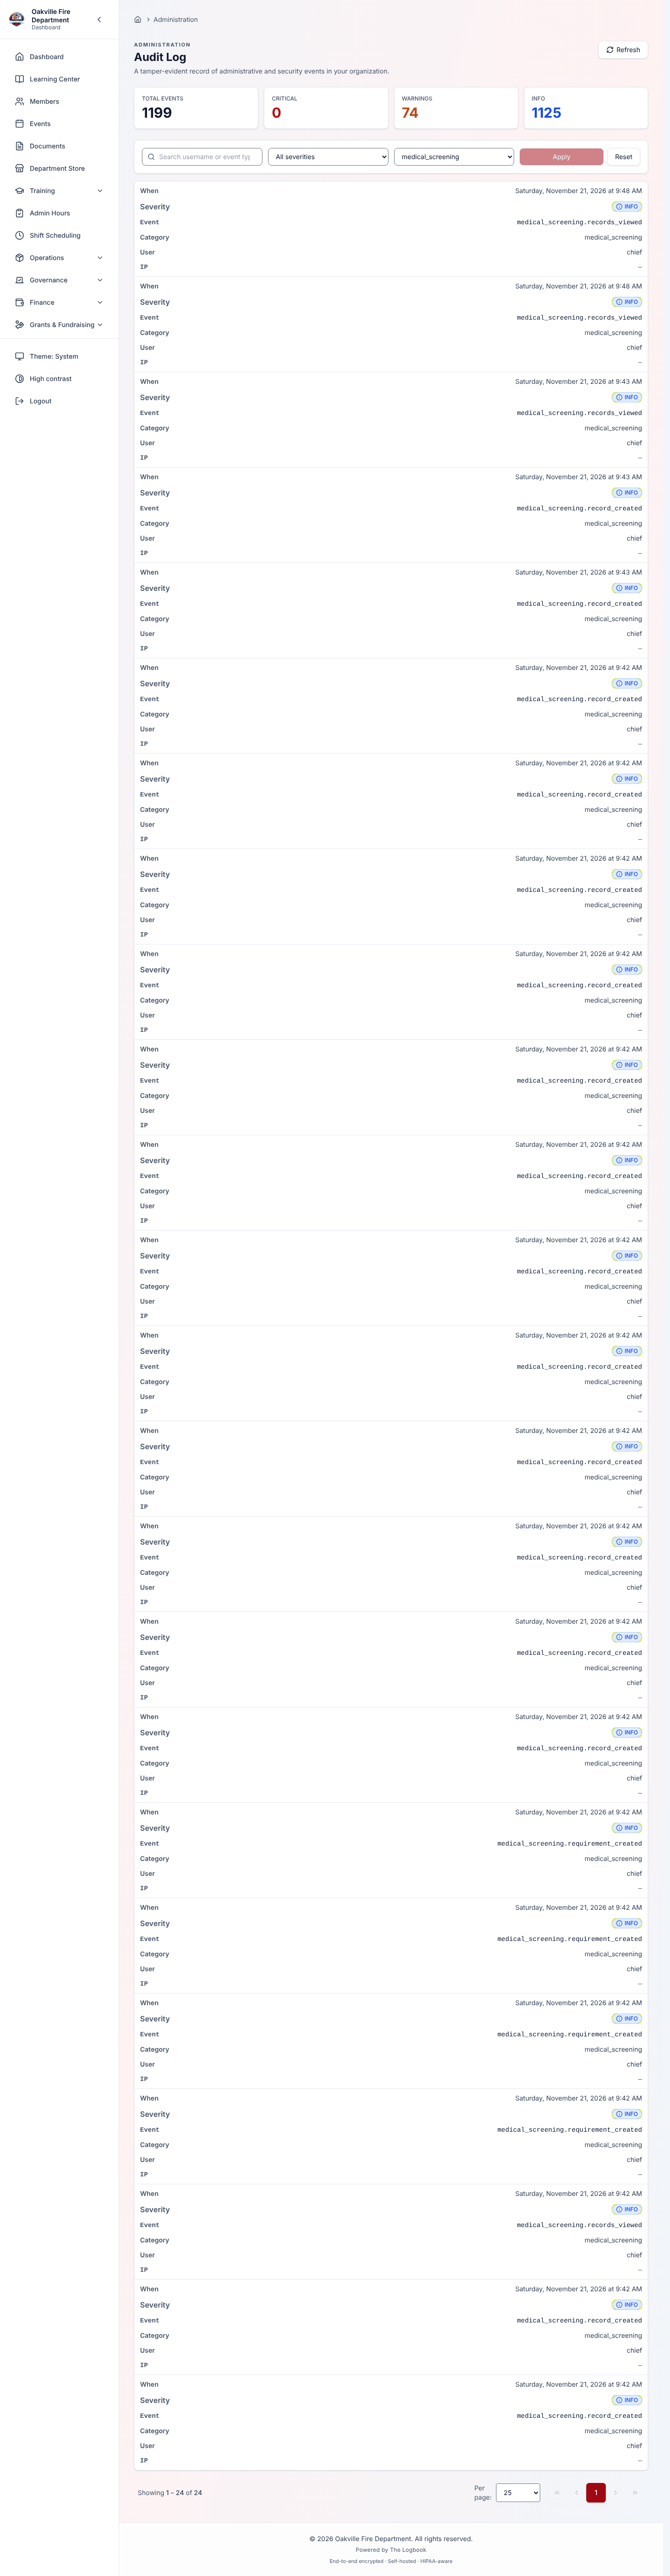 Oakville Fire
Department
Dashboard
Dashboard
Learning Center
Members
Events
Documents
Department Store
Training
Admin Hours
Shift Scheduling
Operations
Governance
Finance
Grants & Fundraising
Theme: System
High contrast
Logout
Administration
ADMINISTRATION
Audit Log
A tamper-evident record of administrative and security events in your organization.
Refresh
TOTAL EVENTS
1199
CRITICAL
0
WARNINGS
74
INFO
1125
Search username or event typ
All severities
medical_screening
Apply
Reset
When Saturday, November 21, 2026 at 9:48 AM
Severity INFO
Event medical_screening.records_viewed
Category medical_screening
User chief
IP —
When Saturday, November 21, 2026 at 9:48 AM
Severity INFO
Event medical_screening.records_viewed
Category medical_screening
User chief
IP —
When Saturday, November 21, 2026 at 9:43 AM
Severity INFO
Event medical_screening.records_viewed
Category medical_screening
User chief
IP —
When Saturday, November 21, 2026 at 9:43 AM
Severity INFO
Event medical_screening.record_created
Category medical_screening
User chief
IP —
When Saturday, November 21, 2026 at 9:43 AM
Severity INFO
Event medical_screening.record_created
Category medical_screening
User chief
IP —
When Saturday, November 21, 2026 at 9:42 AM
Severity INFO
Event medical_screening.record_created
Category medical_screening
User chief
IP —
When Saturday, November 21, 2026 at 9:42 AM
Severity INFO
Event medical_screening.record_created
Category medical_screening
User chief
IP —
When Saturday, November 21, 2026 at 9:42 AM
Severity INFO
Event medical_screening.record_created
Category medical_screening
User chief
IP —
When Saturday, November 21, 2026 at 9:42 AM
Severity INFO
Event medical_screening.record_created
Category medical_screening
User chief
IP —
When Saturday, November 21, 2026 at 9:42 AM
Severity INFO
Event medical_screening.record_created
Category medical_screening
User chief
IP —
When Saturday, November 21, 2026 at 9:42 AM
Severity INFO
Event medical_screening.record_created
Category medical_screening
User chief
IP —
When Saturday, November 21, 2026 at 9:42 AM
Severity INFO
Event medical_screening.record_created
Category medical_screening
User chief
IP —
When Saturday, November 21, 2026 at 9:42 AM
Severity INFO
Event medical_screening.record_created
Category medical_screening
User chief
IP —
When Saturday, November 21, 2026 at 9:42 AM
Severity INFO
Event medical_screening.record_created
Category medical_screening
User chief
IP —
When Saturday, November 21, 2026 at 9:42 AM
Severity INFO
Event medical_screening.record_created
Category medical_screening
User chief
IP —
When Saturday, November 21, 2026 at 9:42 AM
Severity INFO
Event medical_screening.record_created
Category medical_screening
User chief
IP —
When Saturday, November 21, 2026 at 9:42 AM
Severity INFO
Event medical_screening.record_created
Category medical_screening
User chief
IP —
When Saturday, November 21, 2026 at 9:42 AM
Severity INFO
Event medical_screening.requirement_created
Category medical_screening
User chief
IP —
When Saturday, November 21, 2026 at 9:42 AM
Severity INFO
Event medical_screening.requirement_created
Category medical_screening
User chief
IP —
When Saturday, November 21, 2026 at 9:42 AM
Severity INFO
Event medical_screening.requirement_created
Category medical_screening
User chief
IP —
When Saturday, November 21, 2026 at 9:42 AM
Severity INFO
Event medical_screening.requirement_created
Category medical_screening
User chief
IP —
When Saturday, November 21, 2026 at 9:42 AM
Severity INFO
Event medical_screening.records_viewed
Category medical_screening
User chief
IP —
When Saturday, November 21, 2026 at 9:42 AM
Severity INFO
Event medical_screening.record_created
Category medical_screening
User chief
IP —
When Saturday, November 21, 2026 at 9:42 AM
Severity INFO
Event medical_screening.record_created
Category medical_screening
User chief
IP —
Showing 1 – 24 of 24
Per
page:
25
1
© 2026 Oakville Fire Department. All rights reserved.
Powered by The Logbook
End-to-end encrypted · Self-hosted · HIPAA-aware